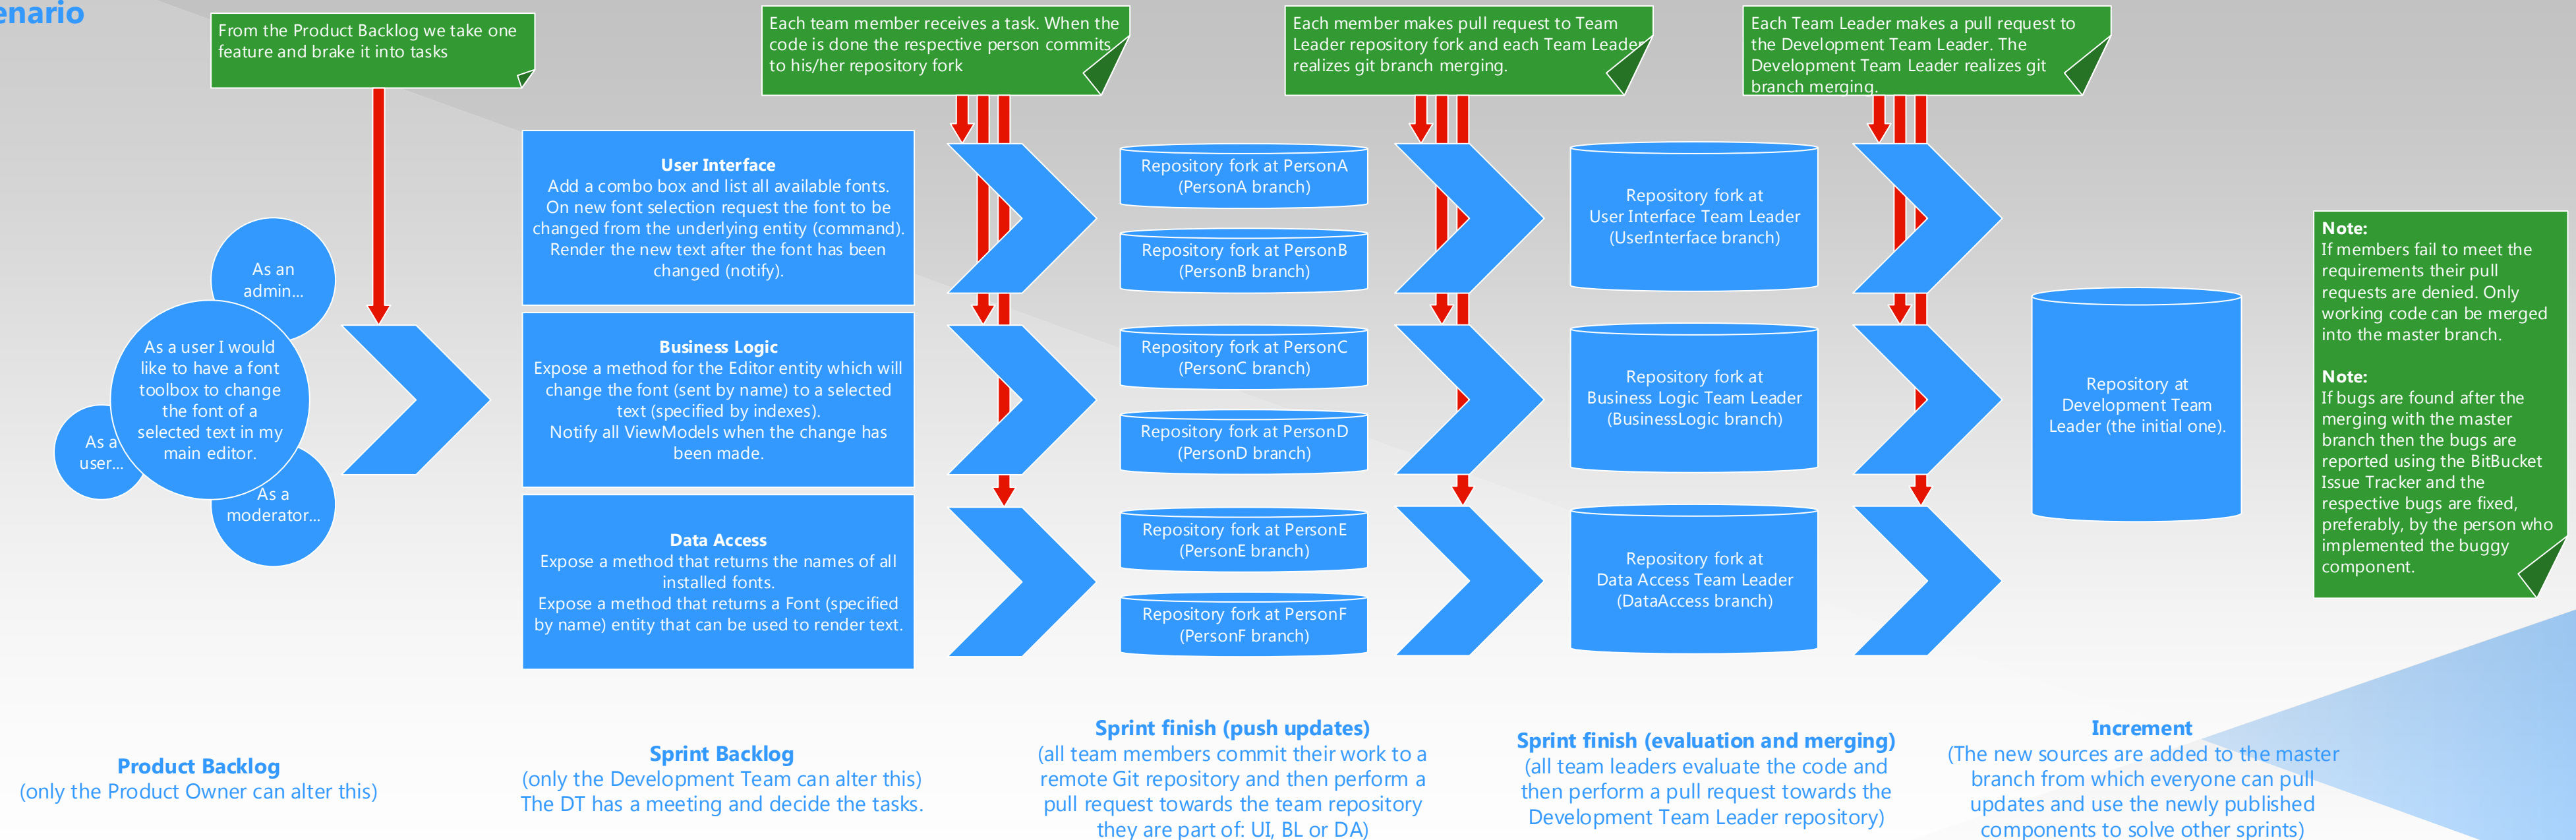 enario
From the Product Backlog we take one
feature and brake it into tasks
Each team member receives a task. When the
code is done the respective person commits
to his/her repository fork
Each member makes pull request to Team
Leader repository fork and each Team Leader
realizes git branch merging.
Each Team Leader makes a pull request to
the Development Team Leader. The
Development Team Leader realizes git
branch merging.
As an
admin...
As a user I would
like to have a font
toolbox to change
the font of a
selected text in my
main editor.
As a
user...
As a
moderator...
User Interface
Add a combo box and list all available fonts.
On new font selection request the font to be
changed from the underlying entity (command).
Render the new text after the font has been
changed (notify).
Business Logic
Expose a method for the Editor entity which will
change the font (sent by name) to a selected
text (specified by indexes).
Notify all ViewModels when the change has
been made.
Data Access
Expose a method that returns the names of all
installed fonts.
Expose a method that returns a Font (specified
by name) entity that can be used to render text.
Repository fork at PersonA
(PersonA branch)
Repository fork at PersonB
(PersonB branch)
Repository fork at PersonC
(PersonC branch)
Repository fork at PersonD
(PersonD branch)
Repository fork at PersonE
(PersonE branch)
Repository fork at PersonF
(PersonF branch)
Repository fork at
User Interface Team Leader
(UserInterface branch)
Repository fork at
Business Logic Team Leader
(BusinessLogic branch)
Repository fork at
Data Access Team Leader
(DataAccess branch)
Repository at
Development Team
Leader (the initial one).
Note:
If members fail to meet the
requirements their pull
requests are denied. Only
working code can be merged
into the master branch.
Note:
If bugs are found after the
merging with the master
branch then the bugs are
reported using the BitBucket
Issue Tracker and the
respective bugs are fixed,
preferably, by the person who
implemented the buggy
component.
Product Backlog
(only the Product Owner can alter this)
Sprint Backlog
(only the Development Team can alter this)
The DT has a meeting and decide the tasks.
Sprint finish (push updates)
(all team members commit their work to a
remote Git repository and then perform a
pull request towards the team repository
they are part of: UI, BL or DA)
Sprint finish (evaluation and merging)
(all team leaders evaluate the code and
then perform a pull request towards the
Development Team Leader repository)
Increment
(The new sources are added to the master
branch from which everyone can pull
updates and use the newly published
components to solve other sprints)